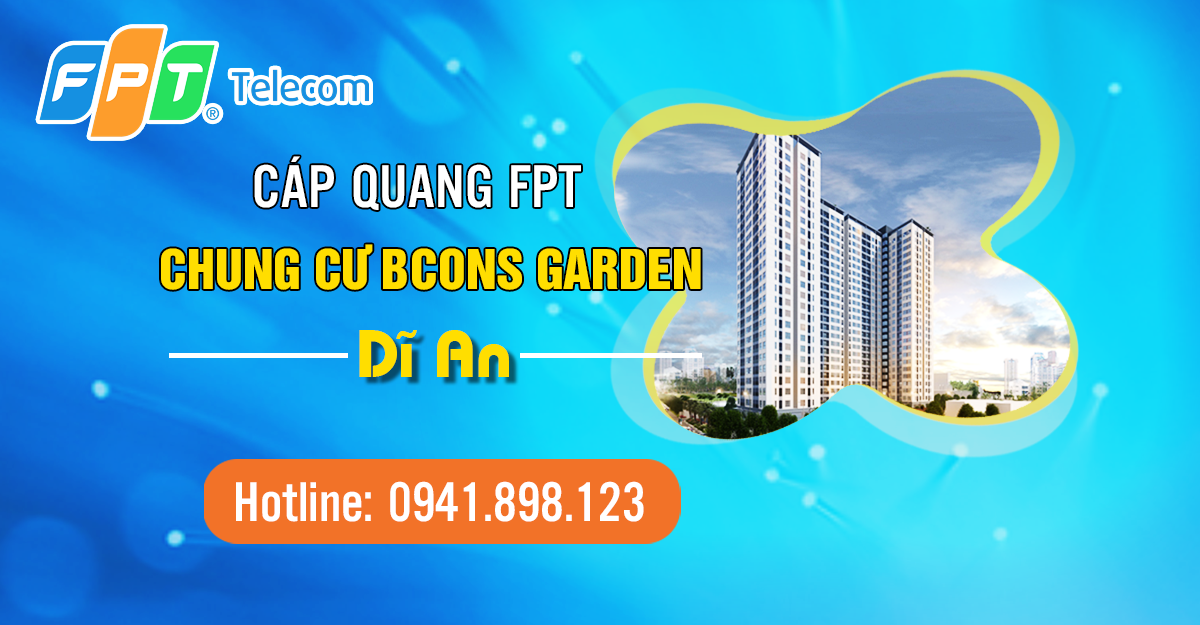 FPT® Telecom
CÁP QUANG FPT
CHUNG CƯ BCONS GARDEN
Dĩ An
Hotline: 0941.898.123